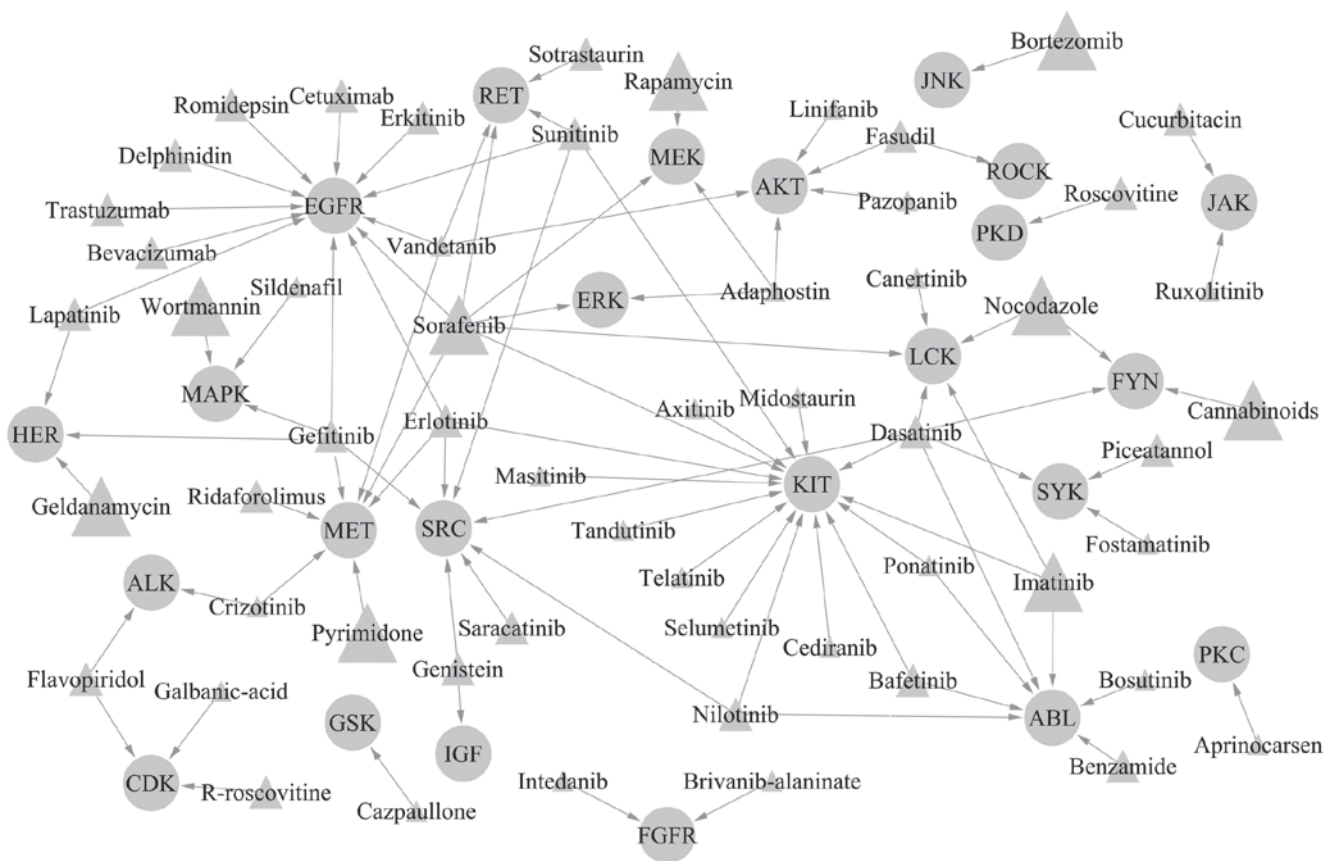 Bortezomib
Sotrastaurin
Rapamycin
JNK
RET
Cetuximab
Romidepsin
Erkitinib
Linifanib
Cucurbitacin
Sunitinib
Fasudil
Delphinidin
MEK
ROCK
AKT
Roscovitine
Pazopanib
JAK
EGFR
Trastuzumab
PKD
Vandetanib
Bevacizumab
Canertinib
Sildenafil
Adaphostin
Ruxolitinib
ERK
Wortmannin
Nocodazole
Lapatinib
Sorafenib
LCK
FYN
MAPK
Midostaurin
Axitinib
Cannabinoids
Erlotinib
Dasatinib
HER
Gefitinib
Piceatannol
Masitinib
KIT
SYK
Ridaforolimus
Geldanamycin
MET
SRC
Tandutinib
Fostamatinib
Ponatinib
Telatinib
Imatinib
ALK
Crizotinib
Saracatinib
Selumetinib
Pyrimidone
Cediranib
PKC
Genistein
Flavopiridol
Bafetinib
Bosutinib
Galbanic-acid
Nilotinib
GSK
ABL
Aprinocarsen
IGF
Benzamide
CDK
Intedanib
Brivanib-alaninate
R-roscovitine
Cazpaullone
FGFR